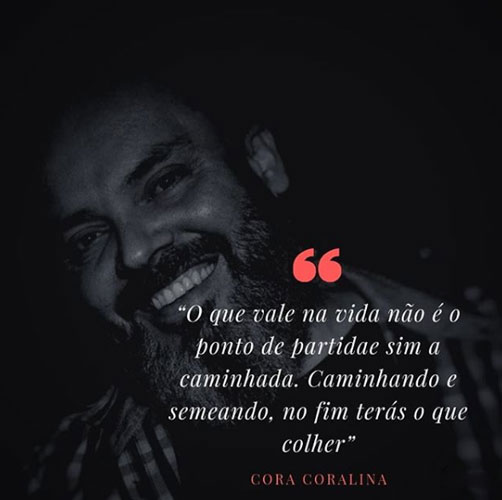 “O que vale na vida não é o
ponto de partidae sim a
caminhada. Caminhando e
semeando, no fim terás o que
colher”
CORA CORALINA